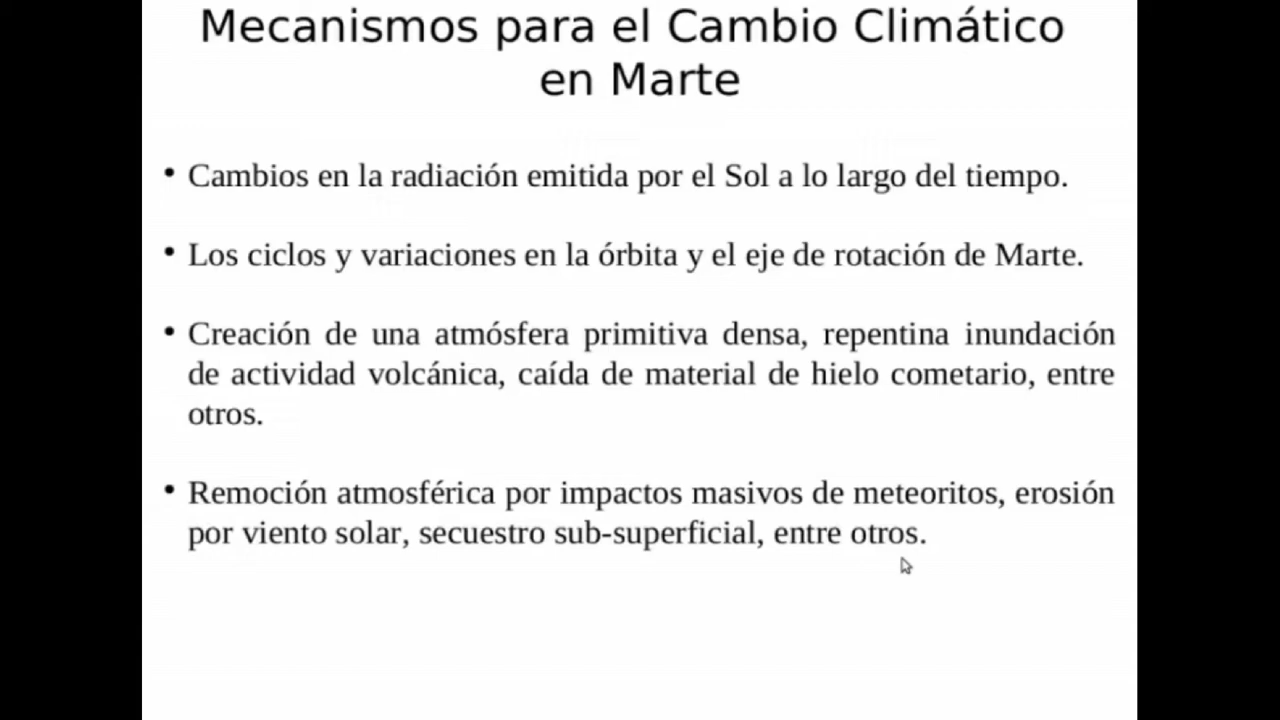 Mecanismos para el Cambio Climático
en Marte
• Cambios en la radiación emitida por el Sol a lo largo del tiempo.
• Los ciclos y variaciones en la órbita y el eje de rotación de Marte.
• Creación de una atmósfera primitiva densa, repentina inundación
de actividad volcánica, caída de material de hielo cometario, entre
otros.
• Remoción atmosférica por impactos masivos de meteoritos, erosión
por viento solar, secuestro sub-superficial, entre otros.